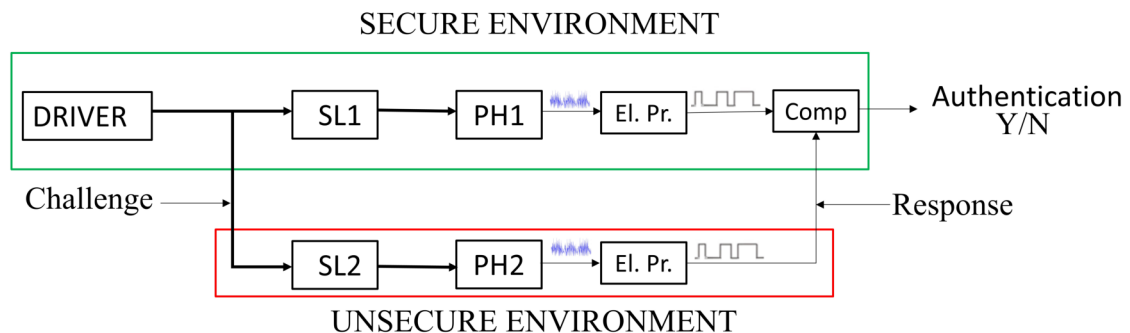 SECURE ENVIRONMENT
DRIVER
SL1
PH1
El. Pr.
Comp
Authentication
Y/N
Challenge
Response
SL2
PH2
El. Pr.
UNSECURE ENVIRONMENT